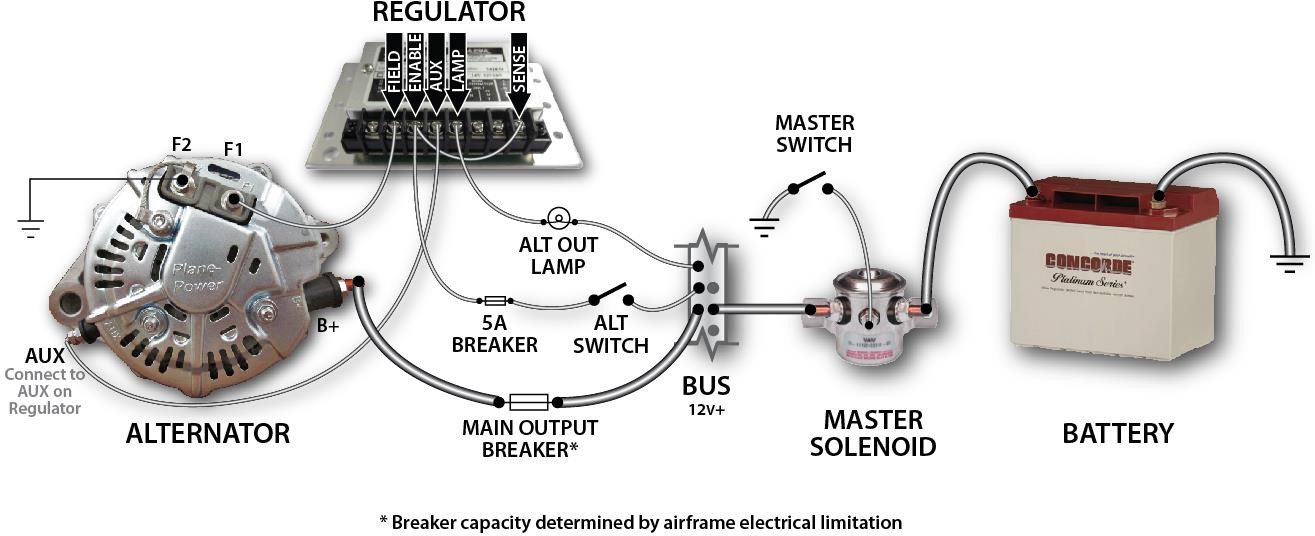 REGULATOR
FIELD
ENABLE
AUX
LAMP
SENSE
MASTER
SWITCH
F2
F1
Plane-
Power
B+
ALT OUT
LAMP
5A
BREAKER
ALT
SWITCH
AUX
Connect to
AUX on
Regulator
BUS
12v+
CONCORDE
Platinum Series
MAIN OUTPUT
BREAKER*
ALTERNATOR
MASTER
SOLENOID
BATTERY
* Breaker capacity determined by airframe electrical limitation